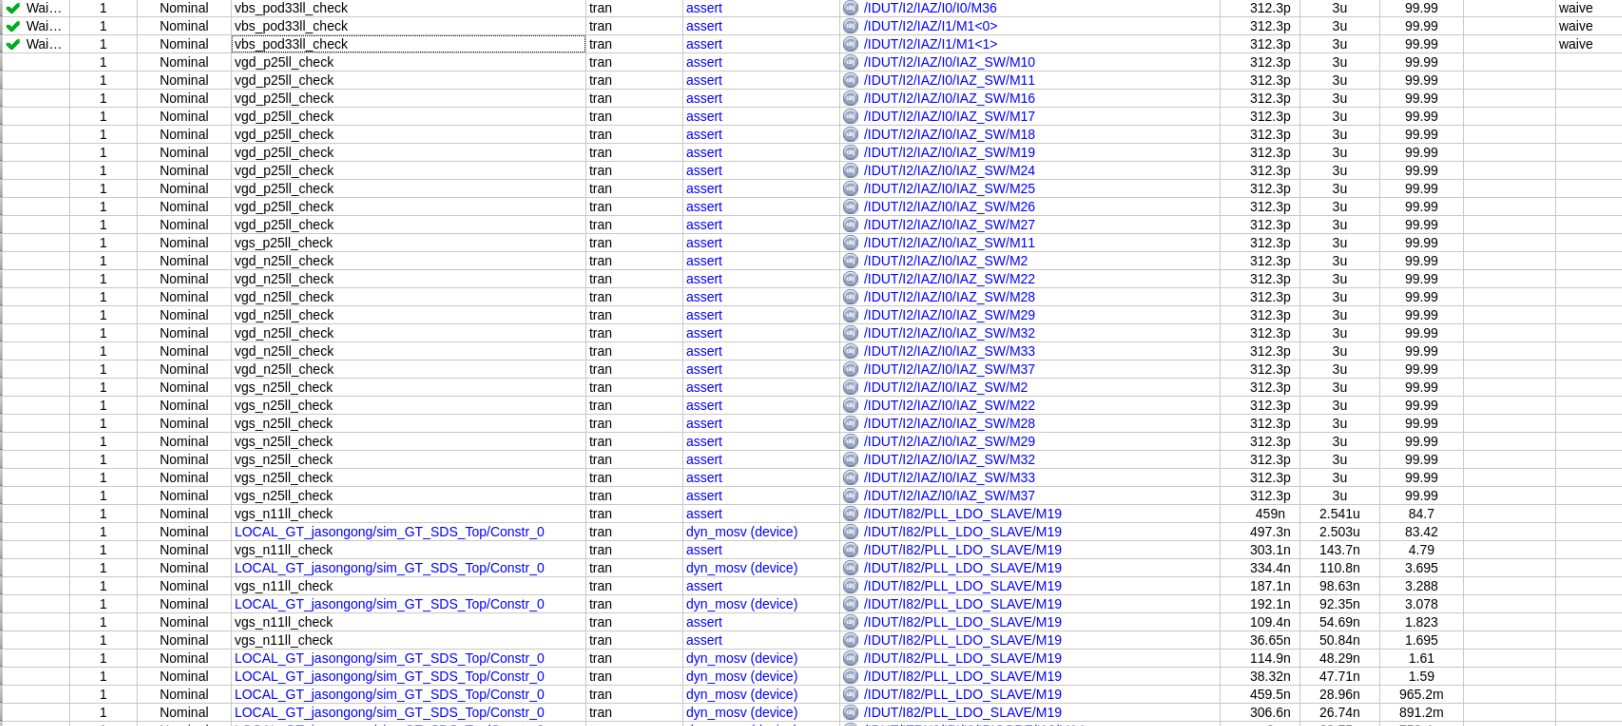 Wai... 1 Nominal vbs_pod33ll_check tran assert /IDUT/I2/IAZ/I0/I0/M36 312.3p 3u 99.99 waive
Wai... 1 Nominal vbs_pod33ll_check tran assert /IDUT/I2/IAZ/I1/M1<0> 312.3p 3u 99.99 waive
Wai... 1 Nominal vbs_pod33ll_check tran assert /IDUT/I2/IAZ/I1/M1<1> 312.3p 3u 99.99 waive
1 Nominal vgd_p25ll_check tran assert /IDUT/I2/IAZ/I0/IAZ_SW/M10 312.3p 3u 99.99
1 Nominal vgd_p25ll_check tran assert /IDUT/I2/IAZ/I0/IAZ_SW/M11 312.3p 3u 99.99
1 Nominal vgd_p25ll_check tran assert /IDUT/I2/IAZ/I0/IAZ_SW/M16 312.3p 3u 99.99
1 Nominal vgd_p25ll_check tran assert /IDUT/I2/IAZ/I0/IAZ_SW/M17 312.3p 3u 99.99
1 Nominal vgd_p25ll_check tran assert /IDUT/I2/IAZ/I0/IAZ_SW/M18 312.3p 3u 99.99
1 Nominal vgd_p25ll_check tran assert /IDUT/I2/IAZ/I0/IAZ_SW/M19 312.3p 3u 99.99
1 Nominal vgd_p25ll_check tran assert /IDUT/I2/IAZ/I0/IAZ_SW/M24 312.3p 3u 99.99
1 Nominal vgd_p25ll_check tran assert /IDUT/I2/IAZ/I0/IAZ_SW/M25 312.3p 3u 99.99
1 Nominal vgd_p25ll_check tran assert /IDUT/I2/IAZ/I0/IAZ_SW/M26 312.3p 3u 99.99
1 Nominal vgd_p25ll_check tran assert /IDUT/I2/IAZ/I0/IAZ_SW/M27 312.3p 3u 99.99
1 Nominal vgs_p25ll_check tran assert /IDUT/I2/IAZ/I0/IAZ_SW/M11 312.3p 3u 99.99
1 Nominal vgd_n25ll_check tran assert /IDUT/I2/IAZ/I0/IAZ_SW/M2 312.3p 3u 99.99
1 Nominal vgd_n25ll_check tran assert /IDUT/I2/IAZ/I0/IAZ_SW/M22 312.3p 3u 99.99
1 Nominal vgd_n25ll_check tran assert /IDUT/I2/IAZ/I0/IAZ_SW/M28 312.3p 3u 99.99
1 Nominal vgd_n25ll_check tran assert /IDUT/I2/IAZ/I0/IAZ_SW/M29 312.3p 3u 99.99
1 Nominal vgd_n25ll_check tran assert /IDUT/I2/IAZ/I0/IAZ_SW/M32 312.3p 3u 99.99
1 Nominal vgd_n25ll_check tran assert /IDUT/I2/IAZ/I0/IAZ_SW/M33 312.3p 3u 99.99
1 Nominal vgd_n25ll_check tran assert /IDUT/I2/IAZ/I0/IAZ_SW/M37 312.3p 3u 99.99
1 Nominal vgs_n25ll_check tran assert /IDUT/I2/IAZ/I0/IAZ_SW/M2 312.3p 3u 99.99
1 Nominal vgs_n25ll_check tran assert /IDUT/I2/IAZ/I0/IAZ_SW/M22 312.3p 3u 99.99
1 Nominal vgs_n25ll_check tran assert /IDUT/I2/IAZ/I0/IAZ_SW/M28 312.3p 3u 99.99
1 Nominal vgs_n25ll_check tran assert /IDUT/I2/IAZ/I0/IAZ_SW/M29 312.3p 3u 99.99
1 Nominal vgs_n25ll_check tran assert /IDUT/I2/IAZ/I0/IAZ_SW/M32 312.3p 3u 99.99
1 Nominal vgs_n25ll_check tran assert /IDUT/I2/IAZ/I0/IAZ_SW/M33 312.3p 3u 99.99
1 Nominal vgs_n25ll_check tran assert /IDUT/I2/IAZ/I0/IAZ_SW/M37 312.3p 3u 99.99
1 Nominal vgs_n11ll_check tran assert /IDUT/I82/PLL_LDO_SLAVE/M19 459n 2.541u 84.7
1 Nominal LOCAL_GT_jasongong/sim_GT_SDS_Top/Constr_0 tran dyn_mosv (device) /IDUT/I82/PLL_LDO_SLAVE/M19 497.3n 2.503u 83.42
1 Nominal vgs_n11ll_check tran assert /IDUT/I82/PLL_LDO_SLAVE/M19 303.1n 143.7n 4.79
1 Nominal LOCAL_GT_jasongong/sim_GT_SDS_Top/Constr_0 tran dyn_mosv (device) /IDUT/I82/PLL_LDO_SLAVE/M19 334.4n 110.8n 3.695
1 Nominal vgs_n11ll_check tran assert /IDUT/I82/PLL_LDO_SLAVE/M19 187.1n 98.63n 3.288
1 Nominal LOCAL_GT_jasongong/sim_GT_SDS_Top/Constr_0 tran dyn_mosv (device) /IDUT/I82/PLL_LDO_SLAVE/M19 192.1n 92.35n 3.078
1 Nominal vgs_n11ll_check tran assert /IDUT/I82/PLL_LDO_SLAVE/M19 109.4n 54.69n 1.823
1 Nominal vgs_n11ll_check tran assert /IDUT/I82/PLL_LDO_SLAVE/M19 36.65n 50.84n 1.695
1 Nominal LOCAL_GT_jasongong/sim_GT_SDS_Top/Constr_0 tran dyn_mosv (device) /IDUT/I82/PLL_LDO_SLAVE/M19 114.9n 48.29n 1.61
1 Nominal LOCAL_GT_jasongong/sim_GT_SDS_Top/Constr_0 tran dyn_mosv (device) /IDUT/I82/PLL_LDO_SLAVE/M19 38.32n 47.71n 1.59
1 Nominal LOCAL_GT_jasongong/sim_GT_SDS_Top/Constr_0 tran dyn_mosv (device) /IDUT/I82/PLL_LDO_SLAVE/M19 459.5n 28.96n 965.2m
1 Nominal LOCAL_GT_jasongong/sim_GT_SDS_Top/Constr_0 tran dyn_mosv (device) /IDUT/I82/PLL_LDO_SLAVE/M19 306.6n 26.74n 891.2m